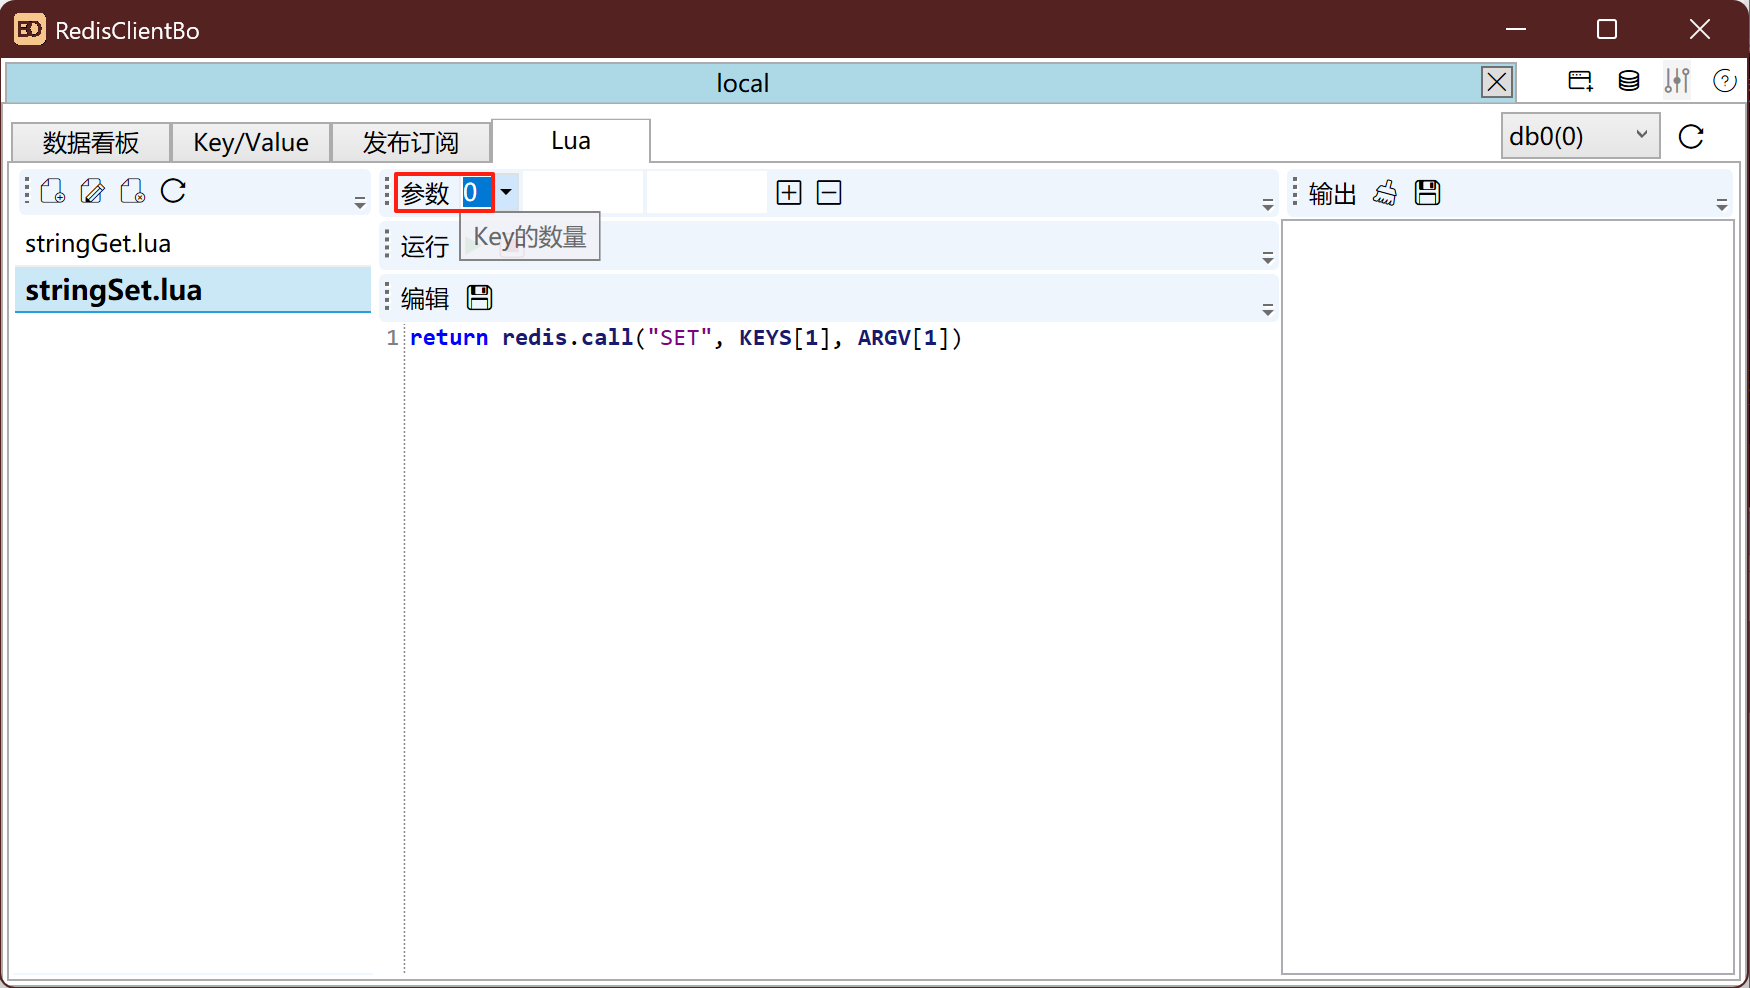 BO RedisClientBo
local
数据看板 Key/Value 发布订阅 Lua db0(0)
参数 0 输出
stringGet.lua
运行 Key的数量
stringSet.lua
编辑
1 return redis.call("SET", KEYS[1], ARGV[1])